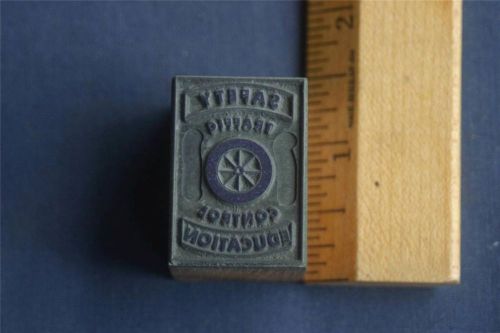 SAFETY
TRAFFIC
CONTROL
EDUCATION
2
1